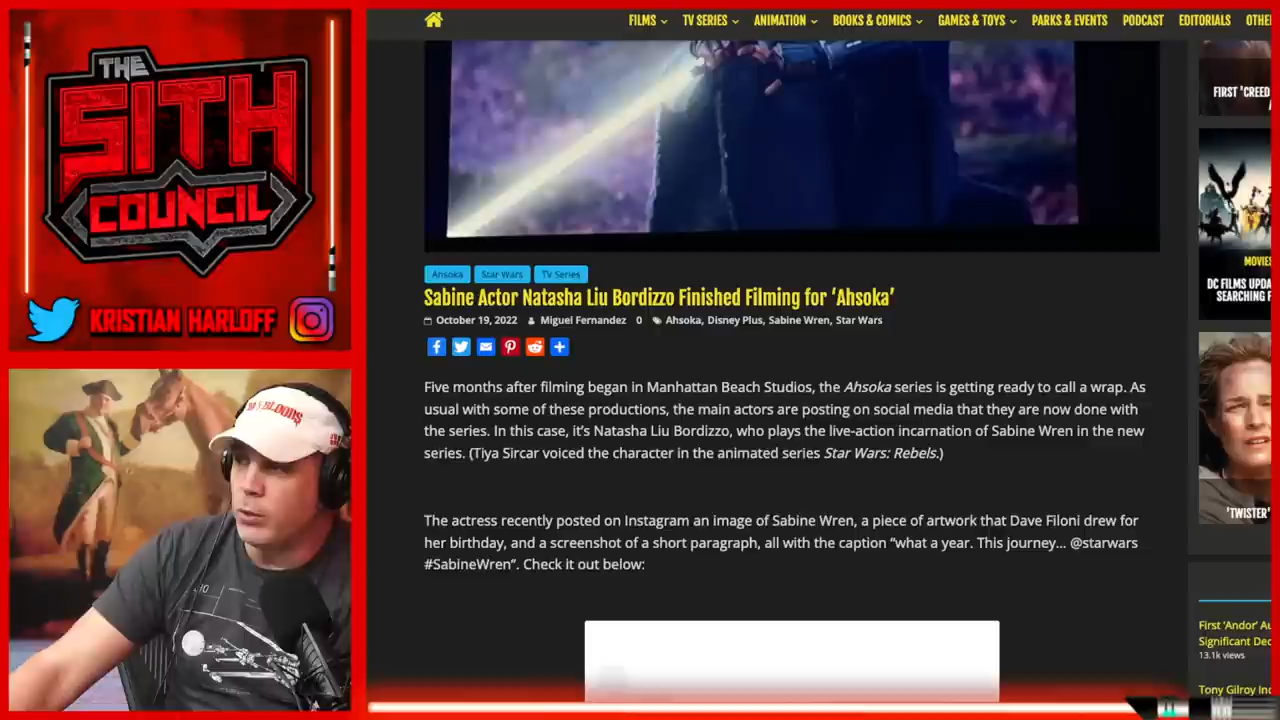 THE
SITH
COUNCIL
KRISTIAN HARLOFF
FILMS TV SERIES ANIMATION BOOKS & COMICS GAMES & TOYS PARKS & EVENTS PODCAST EDITORIALS
Ahsoka Star Wars TV Series
Sabine Actor Natasha Liu Bordizzo Finished Filming for ‘Ahsoka’
October 19, 2022 Miguel Fernandez 0 Ahsoka, Disney Plus, Sabine Wren, Star Wars
Five months after filming began in Manhattan Beach Studios, the Ahsoka series is getting ready to call a wrap. As
usual with some of these productions, the main actors are posting on social media that they are now done with
the series. In this case, it’s Natasha Liu Bordizzo, who plays the live-action incarnation of Sabine Wren in the new
series. (Tiya Sircar voiced the character in the animated series Star Wars: Rebels.)
The actress recently posted on Instagram an image of Sabine Wren, a piece of artwork that Dave Filoni drew for
her birthday, and a screenshot of a short paragraph, all with the caption “what a year. This journey... @starwars
#SabineWren”. Check it out below:
FIRST ‘CREED
MOVIES
DC FILMS UPDA
SEARCHING F
‘TWISTER’
First ‘Andor’ Au
Significant Dec
13.1k views
Tony Gilroy Inc